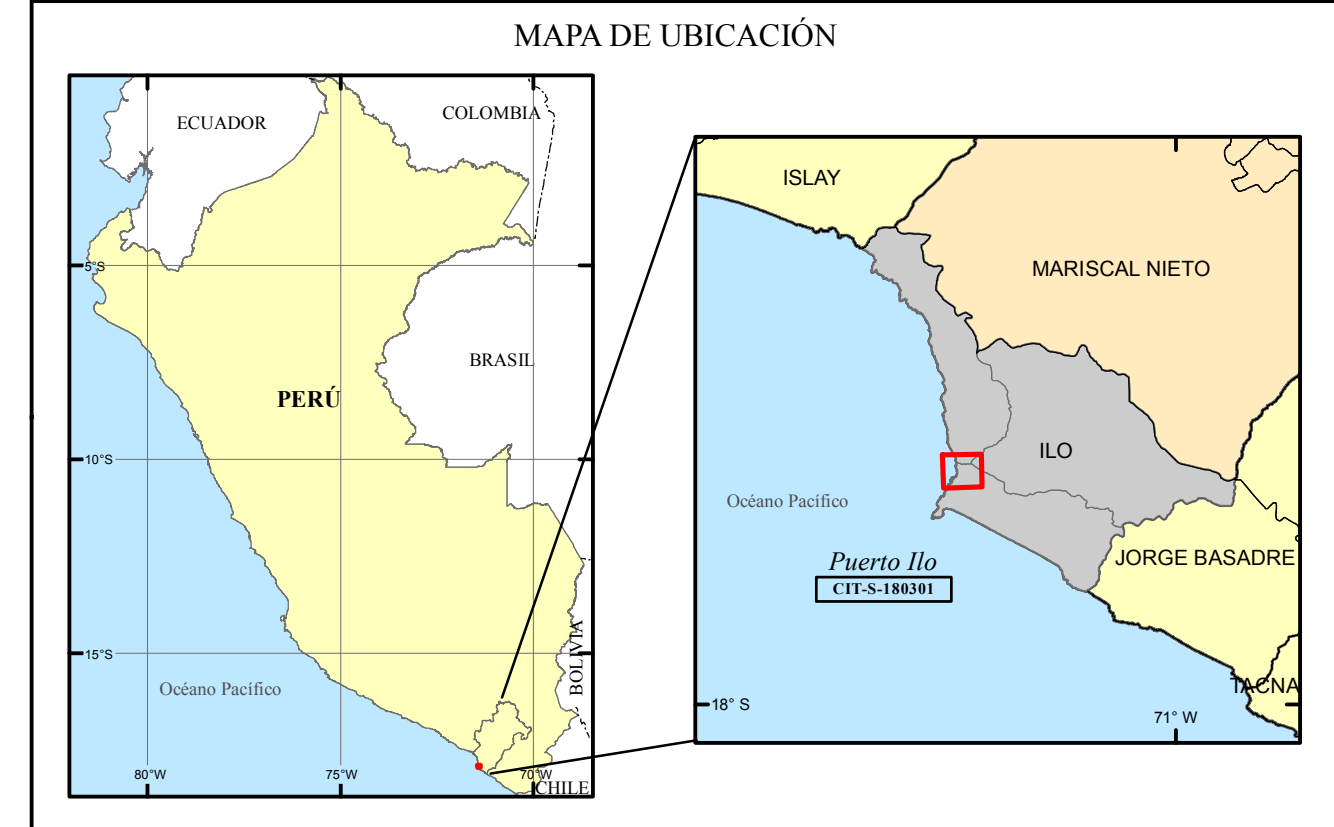 MAPA DE UBICACIÓN
ECUADOR
COLOMBIA
BRASIL
PERÚ
BOLIVIA
CHILE
Océano Pacífico
5°S
10°S
15°S
80°W
75°W
70°W
ISLAY
MARISCAL NIETO
ILO
Océano Pacífico
Puerto Ilo
CIT-S-180301
JORGE BASADRE
TACNA
18° S
71° W